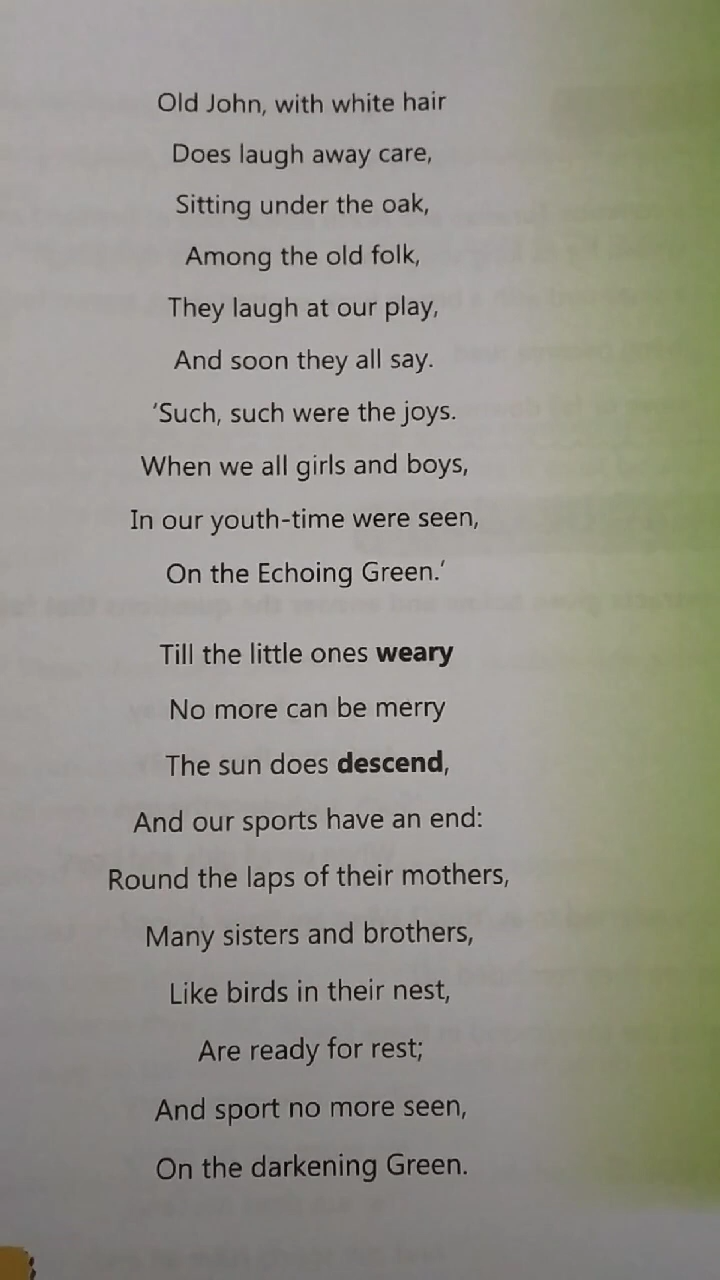 Old John, with white hair
Does laugh away care,
Sitting under the oak,
Among the old folk,
They laugh at our play,
And soon they all say.
‘Such, such were the joys.
When we all girls and boys,
In our youth-time were seen,
On the Echoing Green.’
Till the little ones weary
No more can be merry
The sun does descend,
And our sports have an end:
Round the laps of their mothers,
Many sisters and brothers,
Like birds in their nest,
Are ready for rest;
And sport no more seen,
On the darkening Green.